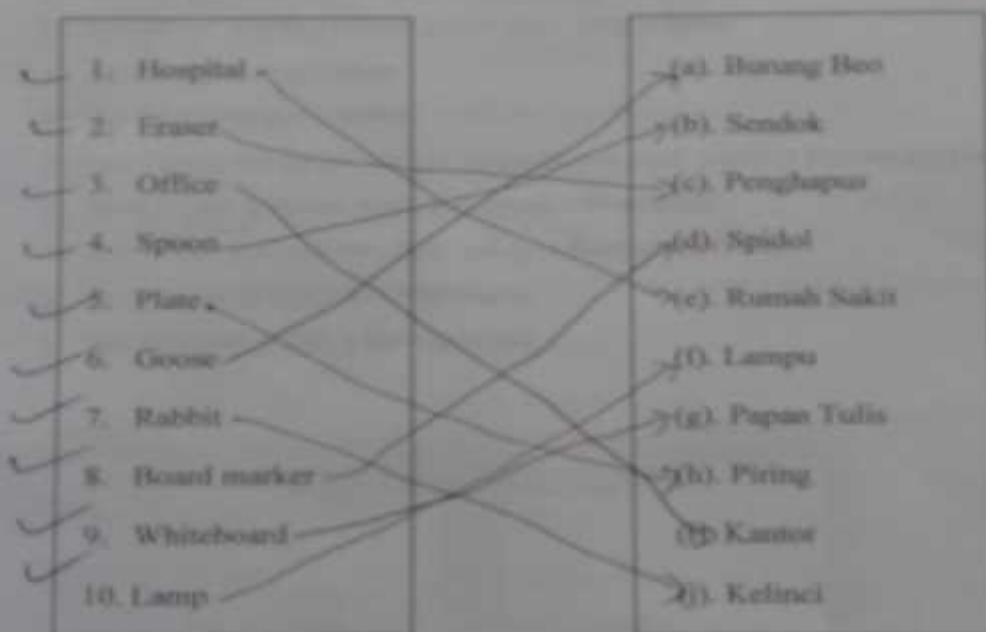 1. Hospital
2. Eraser
3. Office
4. Spoon
5. Plate
6. Goose
7. Rabbit
8. Board marker
9. Whiteboard
10. Lamp
(a). Bunang Beo
(b). Sendok
(c). Penghapus
(d). Spidol
(e). Rumah Sakit
(f). Lampu
(g). Papan Tulis
(h). Piring
(i). Kantor
(j). Kelinci